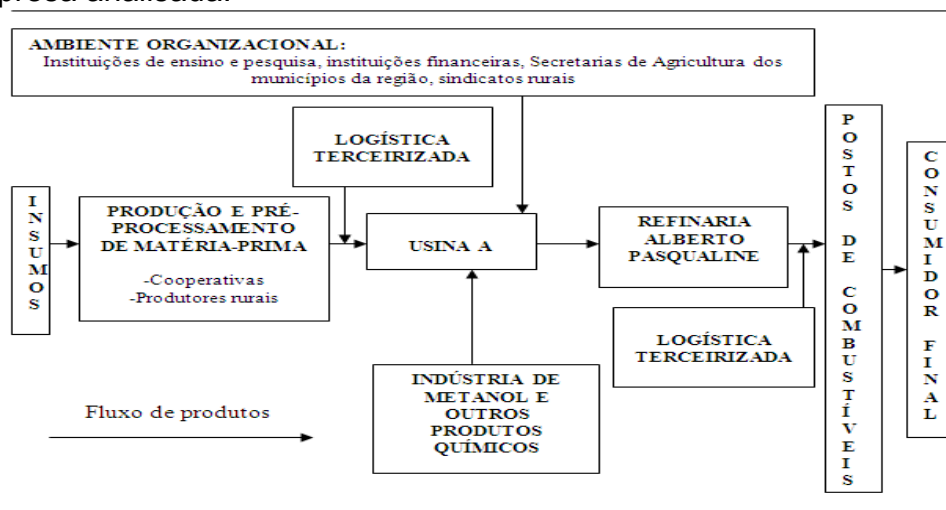 presa analisada.
AMBIENTE ORGANIZACIONAL:
Instituições de ensino e pesquisa, instituições financeiras, Secretarias de Agricultura dos
municípios da região, sindicatos rurais
LOGÍSTICA
TERCEIRIZADA
INSUMOS
PRODUÇÃO E PRÉ-
PROCESSAMENTO
DE MATÉRIA-PRIMA
-Cooperativas
-Produtores rurais
USINA A
REFINARIA
ALBERTO
PASQUALINE
LOGÍSTICA
TERCEIRIZADA
INDÚSTRIA DE
METANOL E
OUTROS
PRODUTOS
QUÍMICOS
POSTOS DE COMBUSTÍVEIS
CONSUMIDOR FINAL
Fluxo de produtos